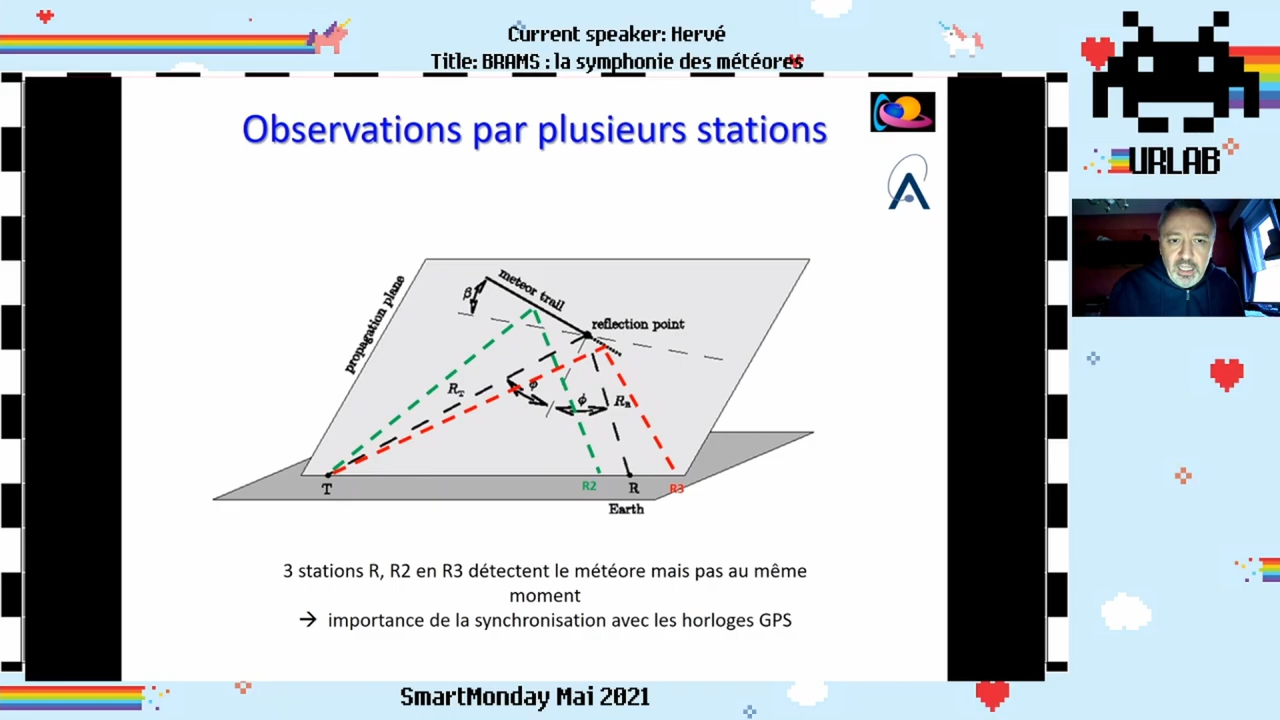 Current speaker: Hervé
Title: BRAMS : la symphonie des météores
URLAB
Observations par plusieurs stations
propagation plane
β
meteor trail
reflection point
R_T
φ
ϕ
R_R
T
R2
R
R3
Earth
3 stations R, R2 en R3 détectent le météore mais pas au même
moment
→ importance de la synchronisation avec les horloges GPS
SmartMonday Mai 2021